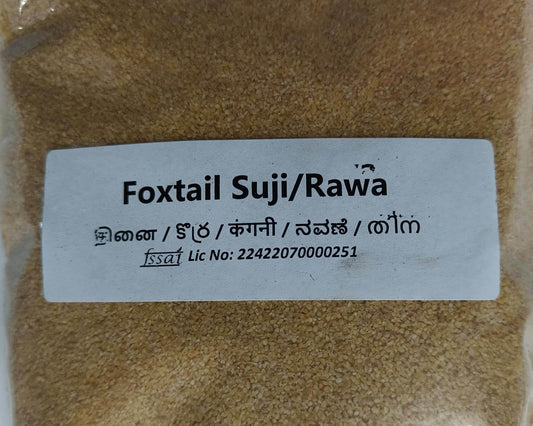 Foxtail Suji/Rawa
தினை / కొర్ర / कंगनी / ನವಣೆ / തിന
fssai Lic No: 22422070000251